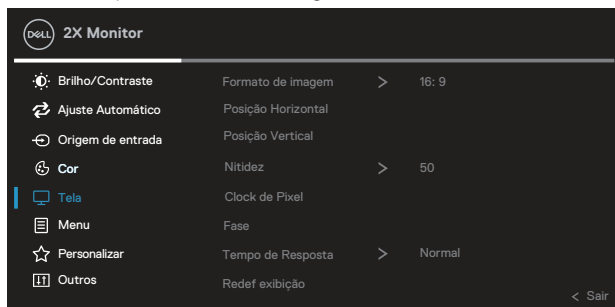 DELL 2X Monitor
Brilho/Contraste
Ajuste Automático
Origem de entrada
Cor
Tela
Menu
Personalizar
Outros
Formato de imagem > 16: 9
Posição Horizontal
Posição Vertical
Nitidez > 50
Clock de Pixel
Fase
Tempo de Resposta > Normal
Redef exibição
< Sair